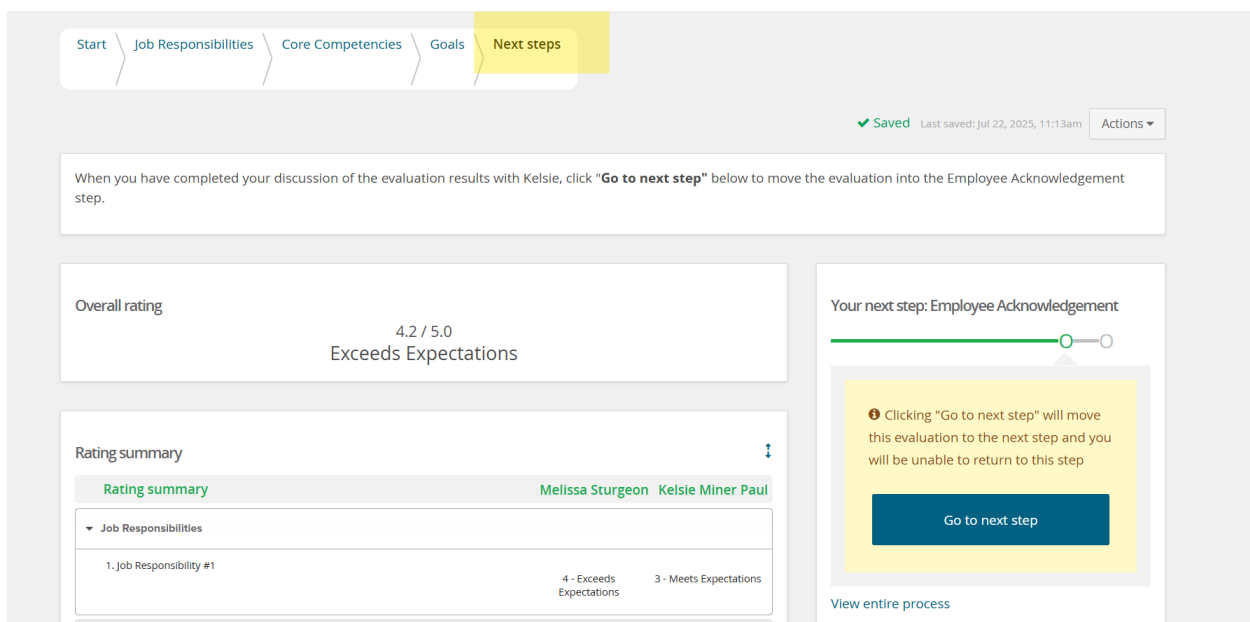 Start
Job Responsibilities
Core Competencies
Goals
Next steps
Saved Last saved: Jul 22, 2025, 11:13am
Actions
When you have completed your discussion of the evaluation results with Kelsie, click "Go to next step" below to move the evaluation into the Employee Acknowledgement
step.
Overall rating
4.2 / 5.0
Exceeds Expectations
Your next step: Employee Acknowledgement
Clicking "Go to next step" will move
this evaluation to the next step and you
will be unable to return to this step
Go to next step
View entire process
Rating summary
Rating summary Melissa Sturgeon Kelsie Miner Paul
Job Responsibilities
1. Job Responsibility #1
4 - Exceeds
Expectations
3 - Meets Expectations